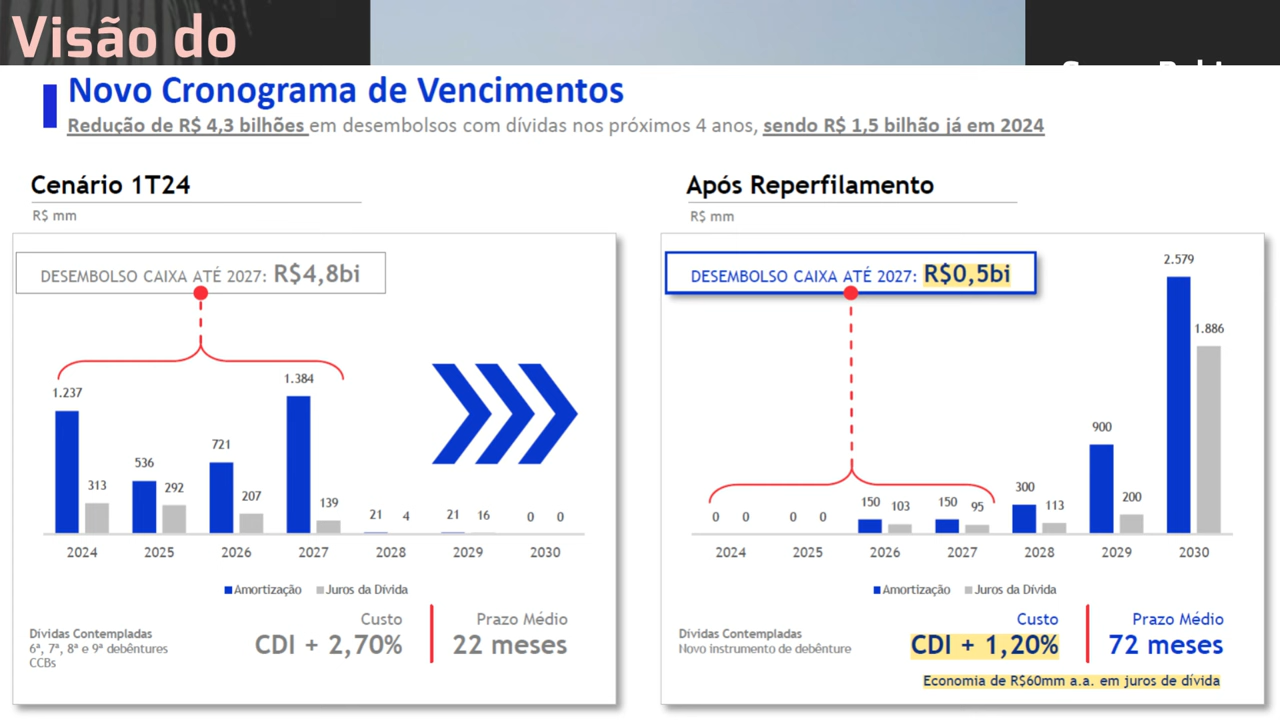 Visão do
Novo Cronograma de Vencimentos
Redução de R$ 4,3 bilhões em desembolsos com dívidas nos próximos 4 anos, sendo R$ 1,5 bilhão já em 2024
Cenário 1T24
R$ mm
DESEMBOLSO CAIXA ATÉ 2027: R$4,8bi
1.237
313
536
292
721
207
1.384
139
21
4
21
16
0
0
2024
2025
2026
2027
2028
2029
2030
Amortização
Juros da Dívida
Dívidas Contempladas
6ª, 7ª, 8ª e 9ª debêntures
CCBs
Custo
CDI + 2,70%
Prazo Médio
22 meses
Após Reperfilamento
R$ mm
DESEMBOLSO CAIXA ATÉ 2027: R$0,5bi
0
0
0
0
150
103
150
95
300
113
900
200
2.579
1.886
2024
2025
2026
2027
2028
2029
2030
Amortização
Juros da Dívida
Dívidas Contempladas
Novo instrumento de debênture
Custo
CDI + 1,20%
Prazo Médio
72 meses
Economia de R$60mm a.a. em juros de dívida